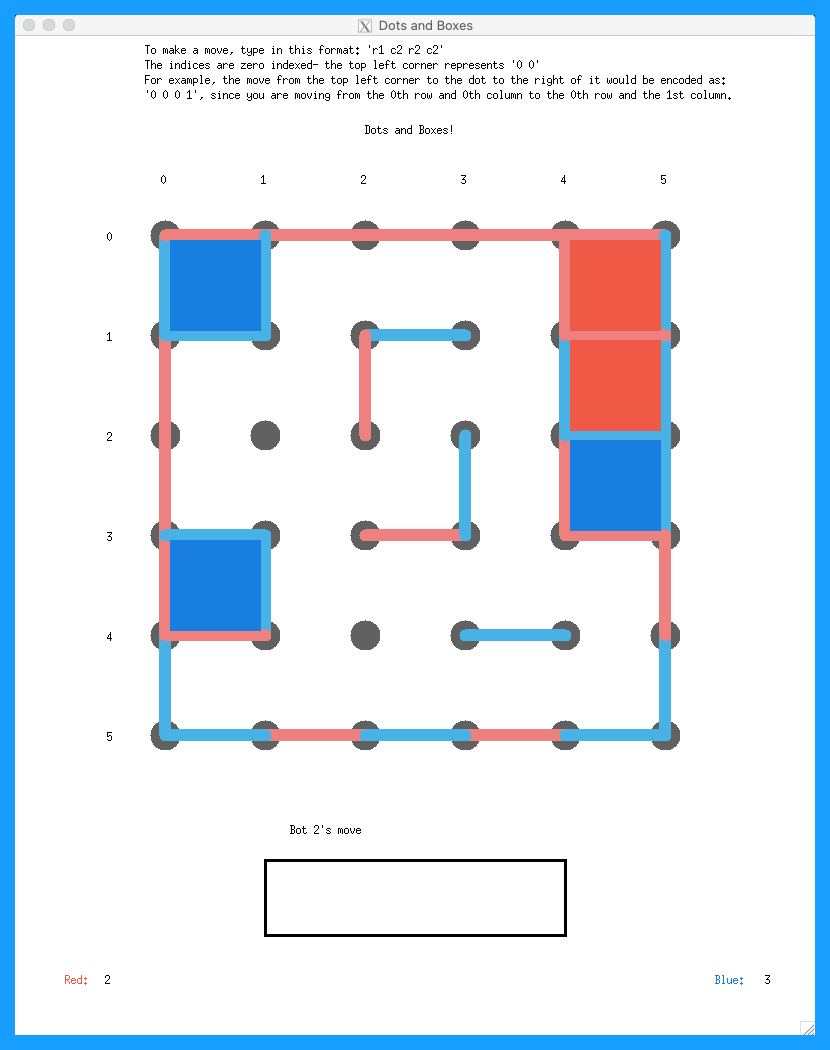 Dots and Boxes
To make a move, type in this format: 'r1 c2 r2 c2'
The indices are zero indexed- the top left corner represents '0 0'
For example, the move from the top left corner to the dot to the right of it would be encoded as:
'0 0 0 1', since you are moving from the 0th row and 0th column to the 0th row and the 1st column.
Dots and Boxes!
0 1 2 3 4 5
0
1
2
3
4
5
Bot 2's move
Red: 2
Blue: 3